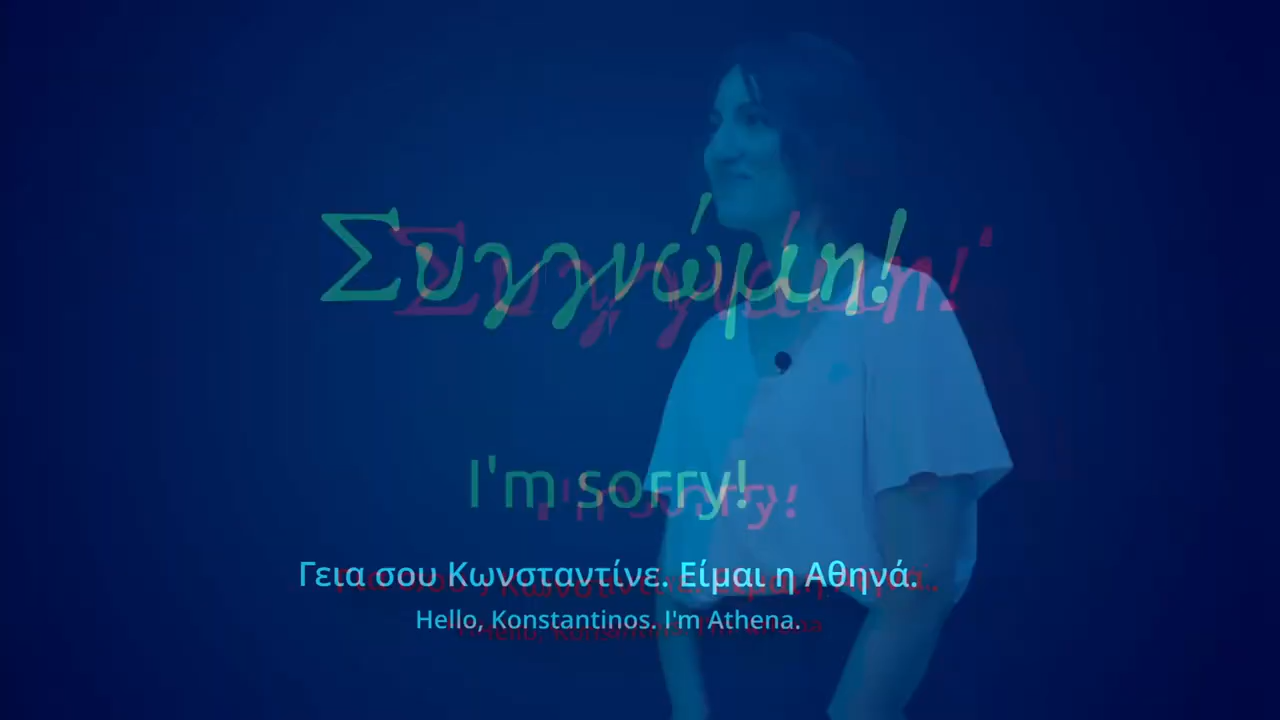 Συγγνώμη!
I'm sorry!
Γεια σου Κωνσταντίνε. Είμαι η Αθηνά.
Hello, Konstantinos. I'm Athena.